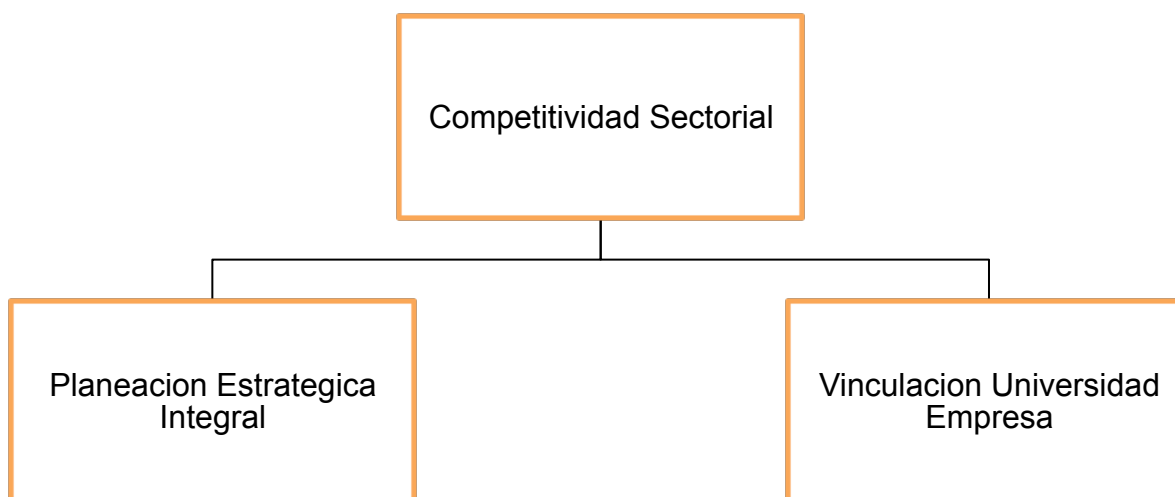 Competitividad Sectorial
Planeacion Estrategica
Integral
Vinculacion Universidad
Empresa